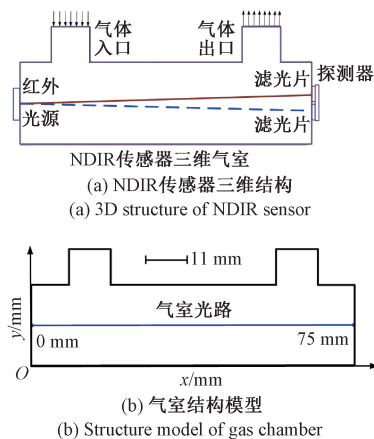 气体 气体
入口 出口
红外 滤光片 探测器
光源 滤光片
NDIR传感器三维气室
(a) NDIR传感器三维结构
(a) 3D structure of NDIR sensor
11 mm
y/mm
气室光路
0 mm 75 mm
O x/mm
(b) 气室结构模型
(b) Structure model of gas chamber